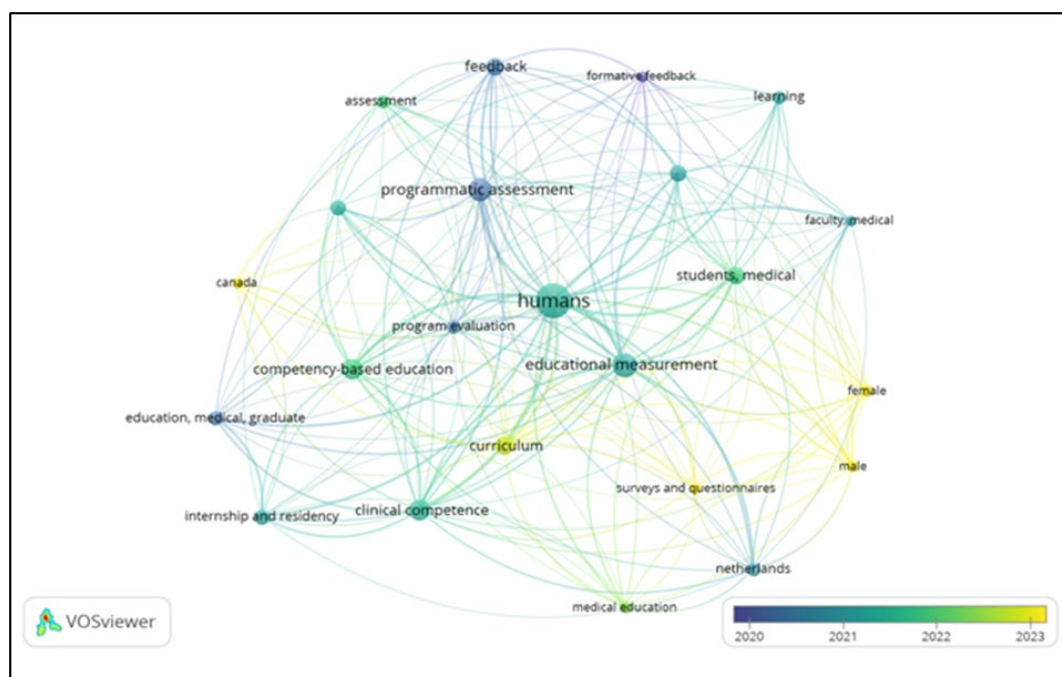 feedback
formative feedback
learning
assessment
programmatic assessment
faculty, medical
students, medical
canada
humans
program evaluation
educational measurement
competency-based education
female
education, medical, graduate
curriculum
male
surveys and questionnaires
clinical competence
internship and residency
netherlands
medical education
VOSviewer
2020 2021 2022 2023